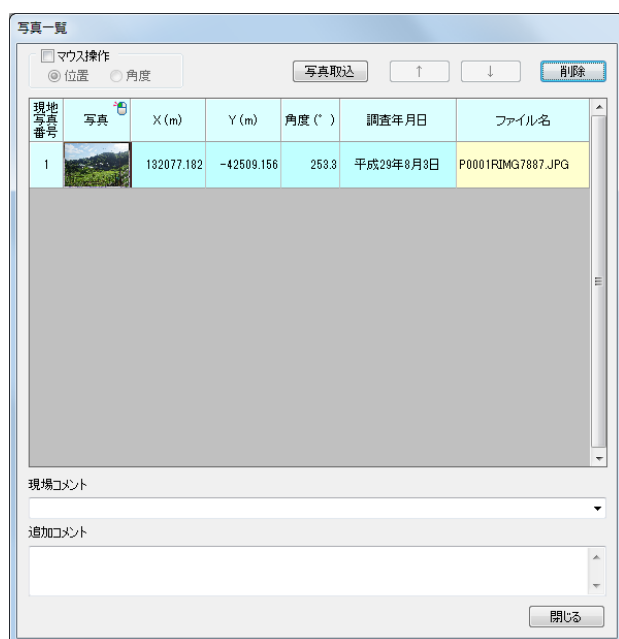 写真一覧
マウス操作
位置 角度
写真取込 ↑ ↓ 削除
現地写真番号 写真 X(m) Y(m) 角度(°) 調査年月日 ファイル名
1 132077.182 -42509.156 253.3 平成29年8月3日 P0001RIMG7887.JPG
現場コメント
追加コメント
閉じる